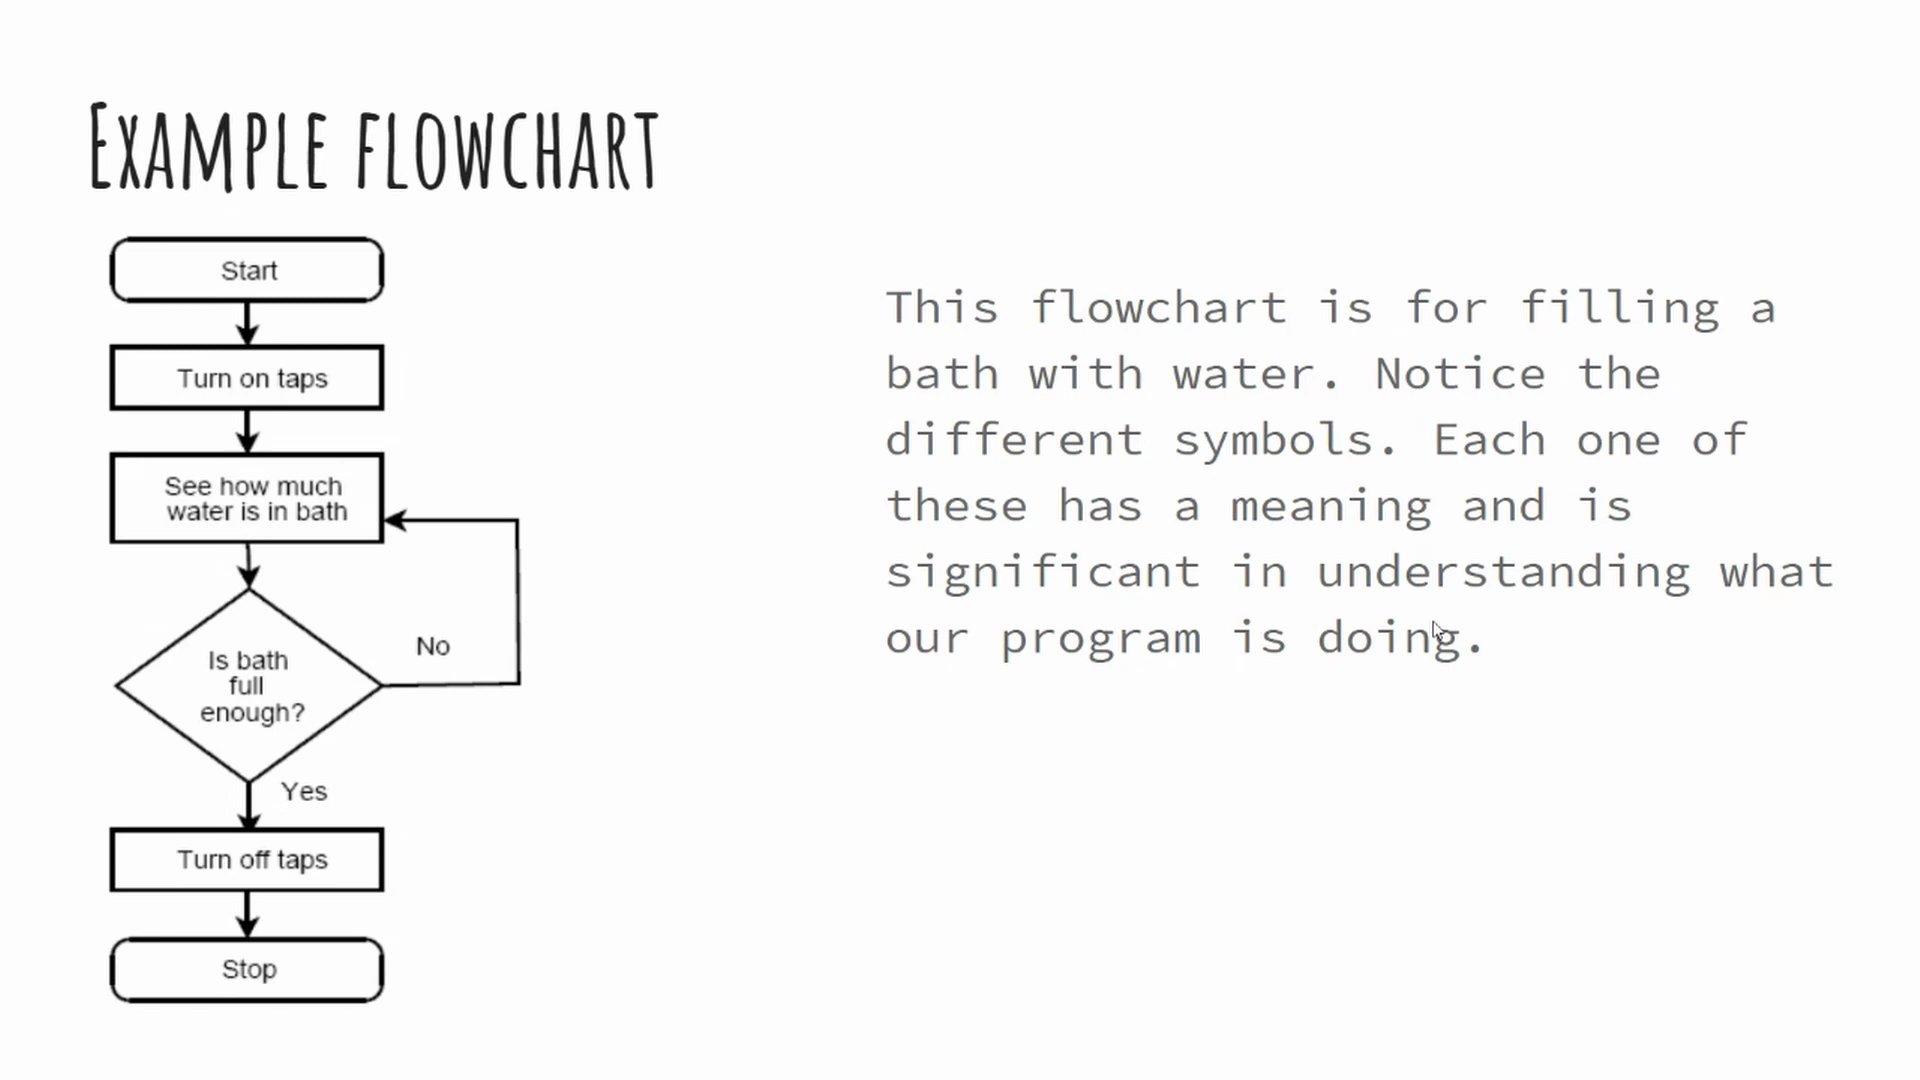 Example flowchart
Start
Turn on taps
See how much
water is in bath
Is bath
full
enough?
No
Yes
Turn off taps
Stop
This flowchart is for filling a
bath with water. Notice the
different symbols. Each one of
these has a meaning and is
significant in understanding what
our program is doing.